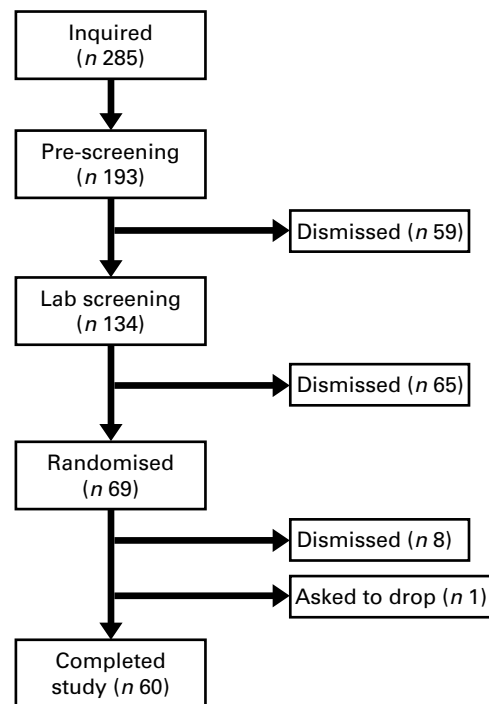 Inquired
(n 285)
Pre-screening
(n 193)
Dismissed (n 59)
Lab screening
(n 134)
Dismissed (n 65)
Randomised
(n 69)
Dismissed (n 8)
Asked to drop (n 1)
Completed
study (n 60)